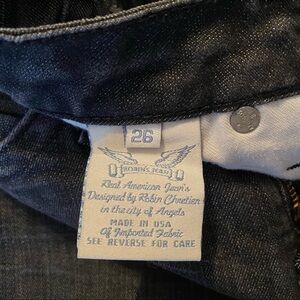 26
ROBIN'S JEAN
Real American Jean's
Designed by Robin Chretien
in the city of Angels
MADE IN USA
Of Imported Fabric
SEE REVERSE FOR CARE